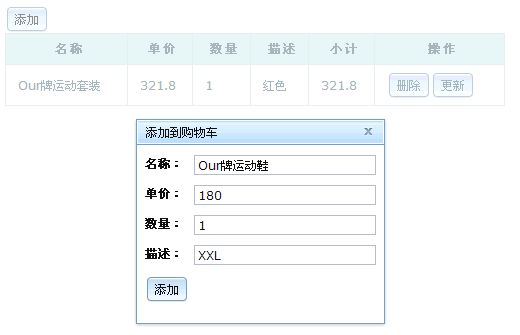 添加
名称 单价 数量 描述 小计 操作
Our牌运动套装 321.8 1 红色 321.8 删除 更新
添加到购物车 x
名称： Our牌运动鞋
单价： 180
数量： 1
描述： XXL
添加